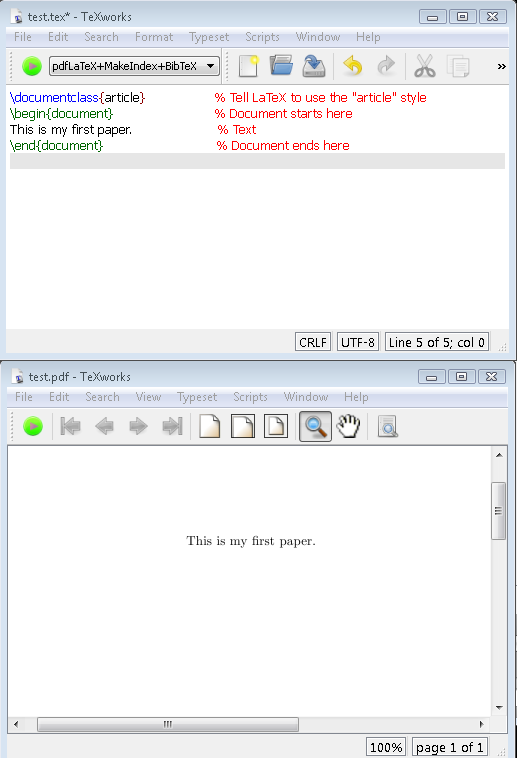 test.tex* - TeXworks
File Edit Search Format Typeset Scripts Window Help
pdfLaTeX+MakeIndex+BibTeX »
\documentclass{article} % Tell LaTeX to use the "article" style
\begin{document} % Document starts here
This is my first paper. % Text
\end{document} % Document ends here
CRLF UTF-8 Line 5 of 5; col 0
test.pdf - TeXworks
File Edit Search View Typeset Scripts Window Help
This is my first paper.
100% page 1 of 1